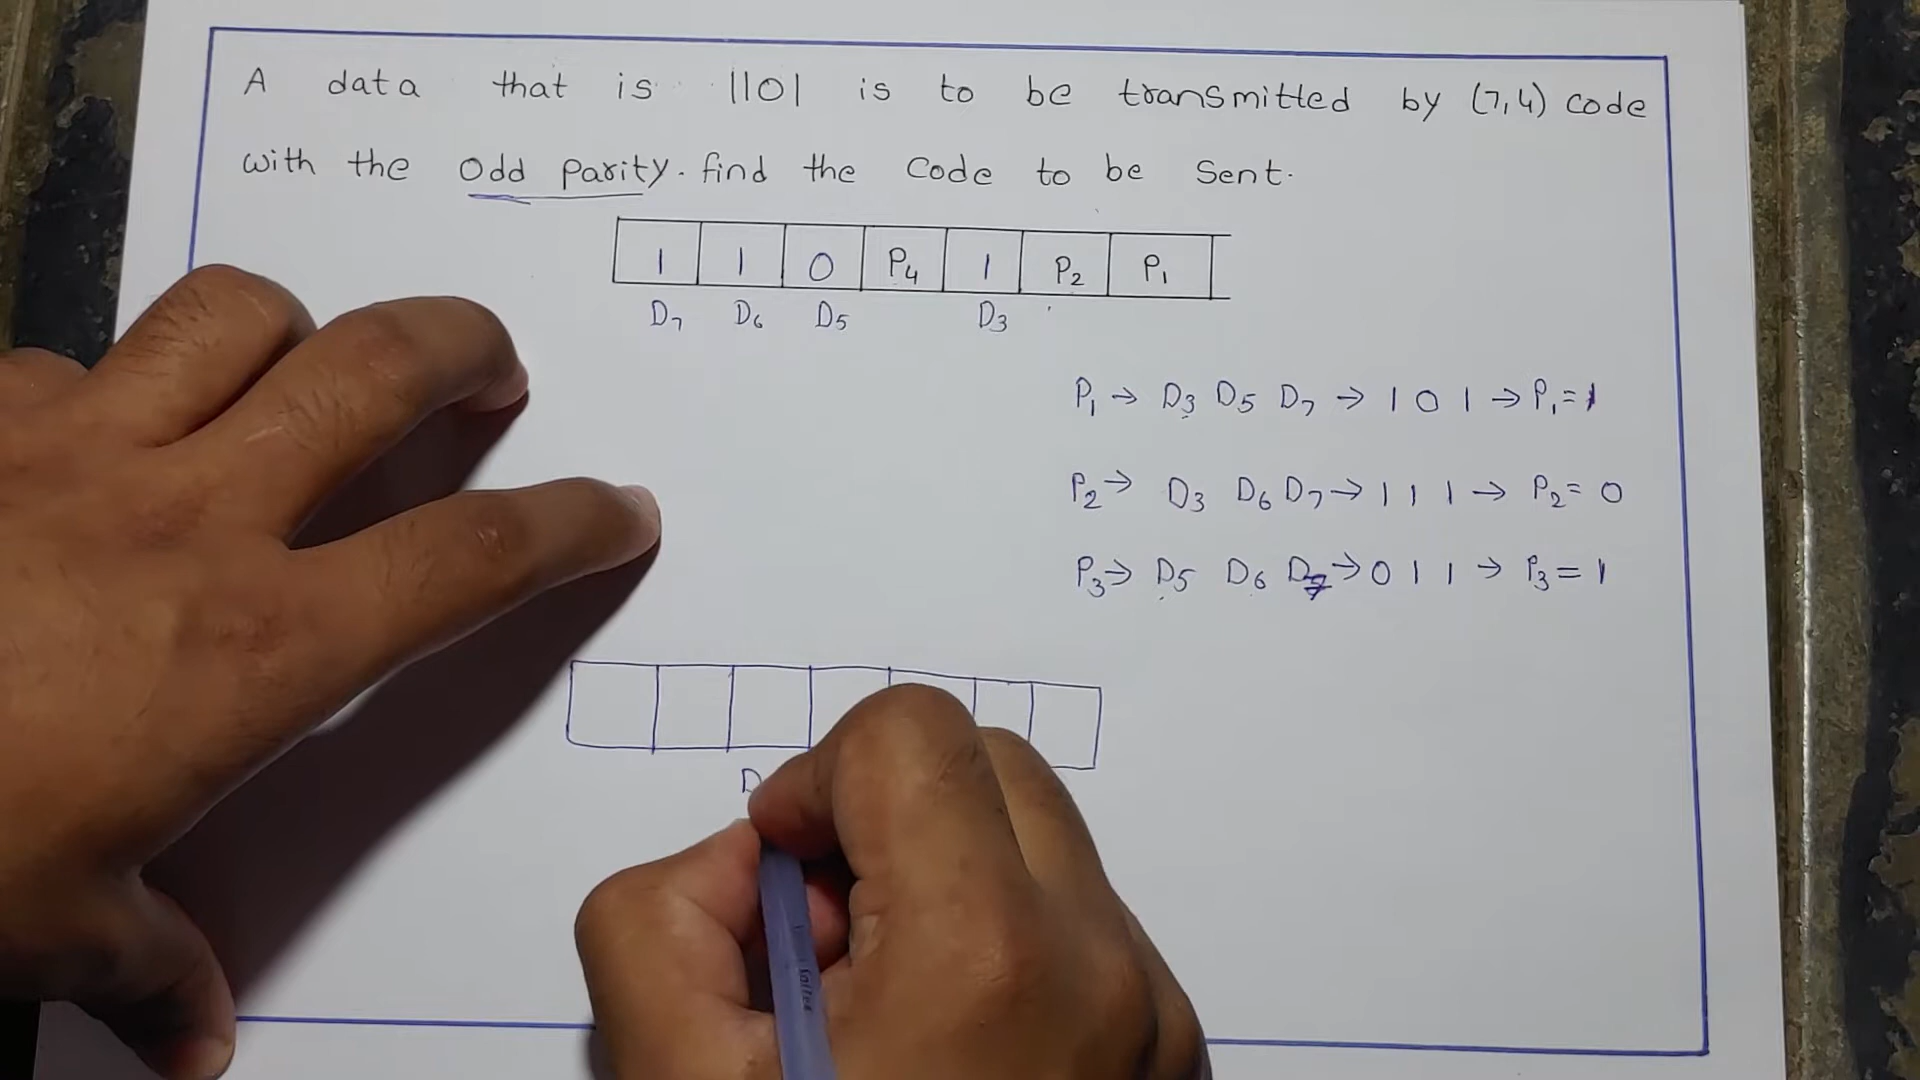 A data that is 1101 is to be transmitted by (7,4) code
with the Odd Parity. find the Code to be Sent.
1 1 0 P4 1 P2 P1
D7 D6 D5 D3
P1 → D3 D5 D7 → 1 0 1 → P1 = 1
P2 → D3 D6 D7 → 1 1 1 → P2 = 0
P3 → D5 D6 D7 → 0 1 1 → P3 = 1
D